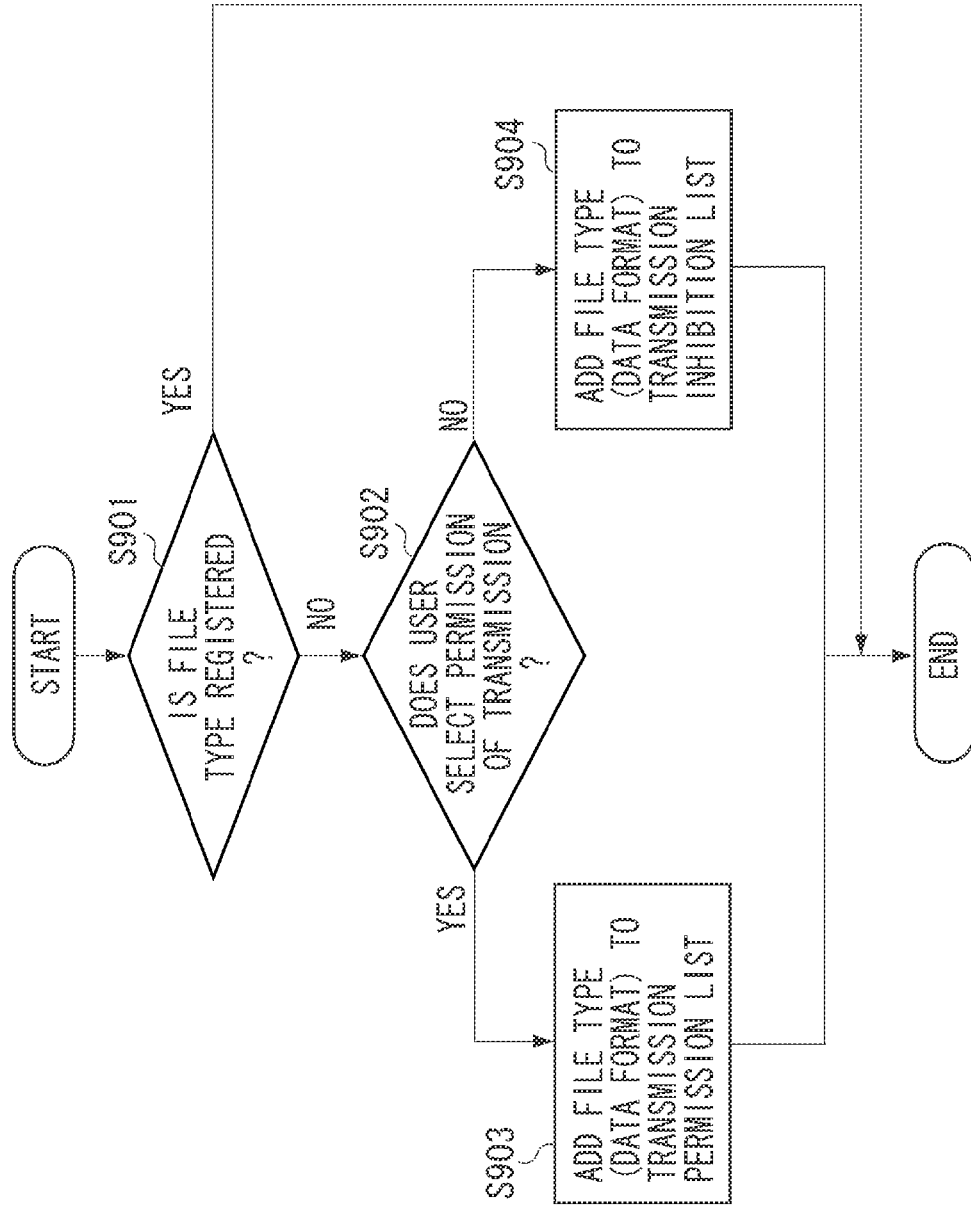 START
S901
IS FILE
TYPE REGISTERED
?
YES
NO
S902
DOES USER
SELECT PERMISSION
OF TRANSMISSION
?
YES
NO
S903
ADD FILE TYPE
(DATA FORMAT) TO
TRANSMISSION
PERMISSION LIST
S904
ADD FILE TYPE
(DATA FORMAT) TO
TRANSMISSION
INHIBITION LIST
END